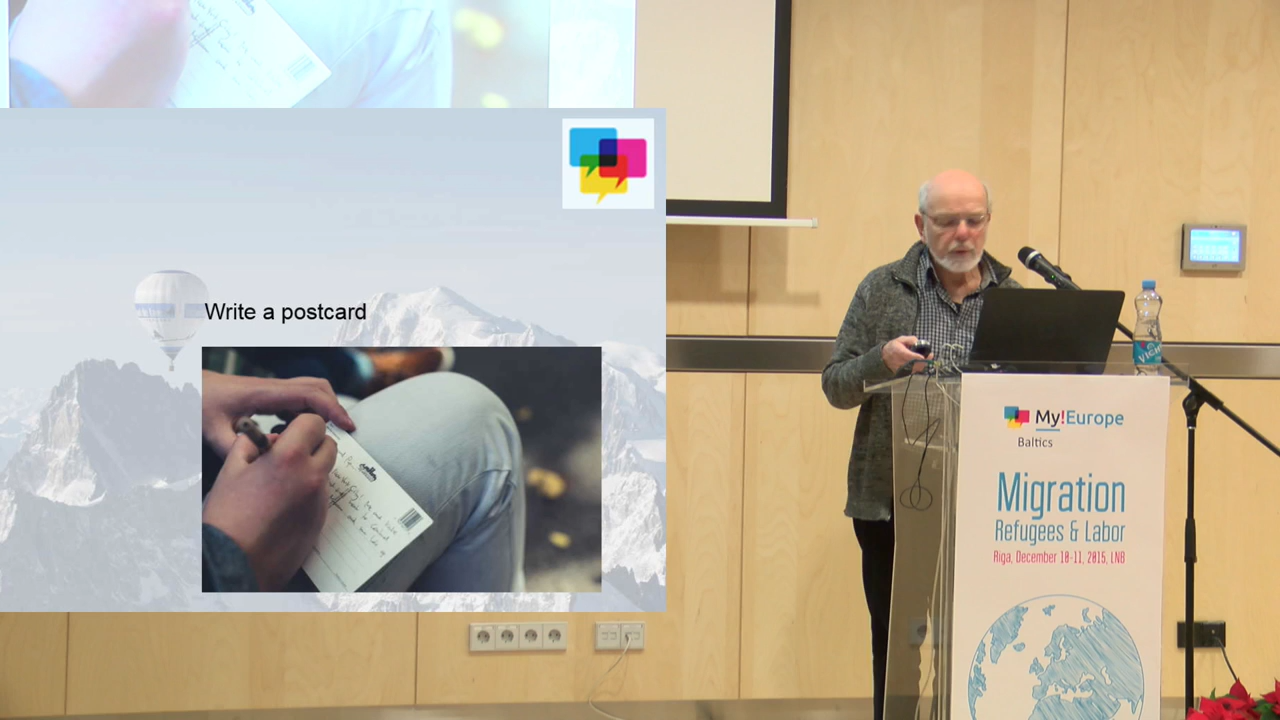 Write a postcard
My!Europe
Baltics
Migration
Refugees & Labor
Riga, December 10-11, 2015, LNB